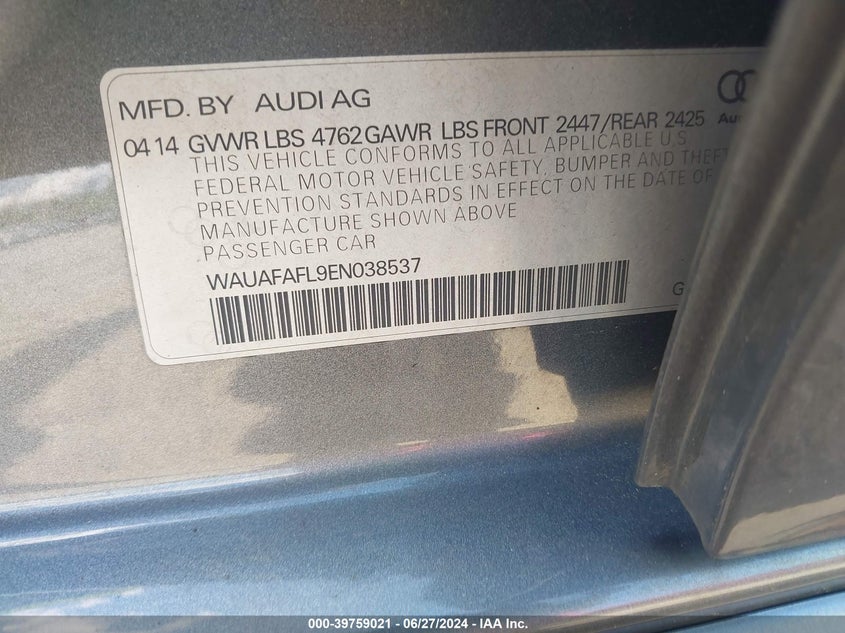 MFD. BY AUDI AG
04 14 GVWR LBS 4762 GAWR LBS FRONT 2447/REAR 2425
THIS VEHICLE CONFORMS TO ALL APPLICABLE U.S
FEDERAL MOTOR VEHICLE SAFETY, BUMPER AND THEFT
PREVENTION STANDARDS IN EFFECT ON THE DATE OF
MANUFACTURE SHOWN ABOVE
PASSENGER CAR
WAUAFAFL9EN038537
G
000-39759021 - 06/27/2024 - IAA Inc.